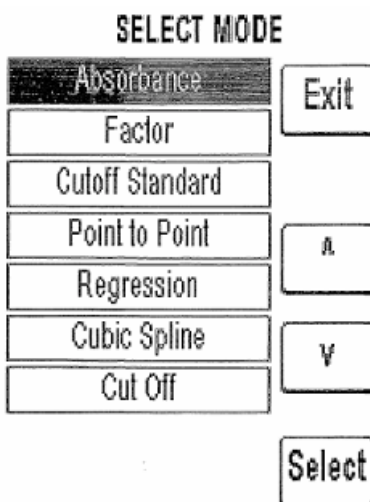 SELECT MODE
Absorbance
Exit
Factor
Cutoff Standard
Point to Point
Λ
Regression
Cubic Spline
V
Cut Off
Select